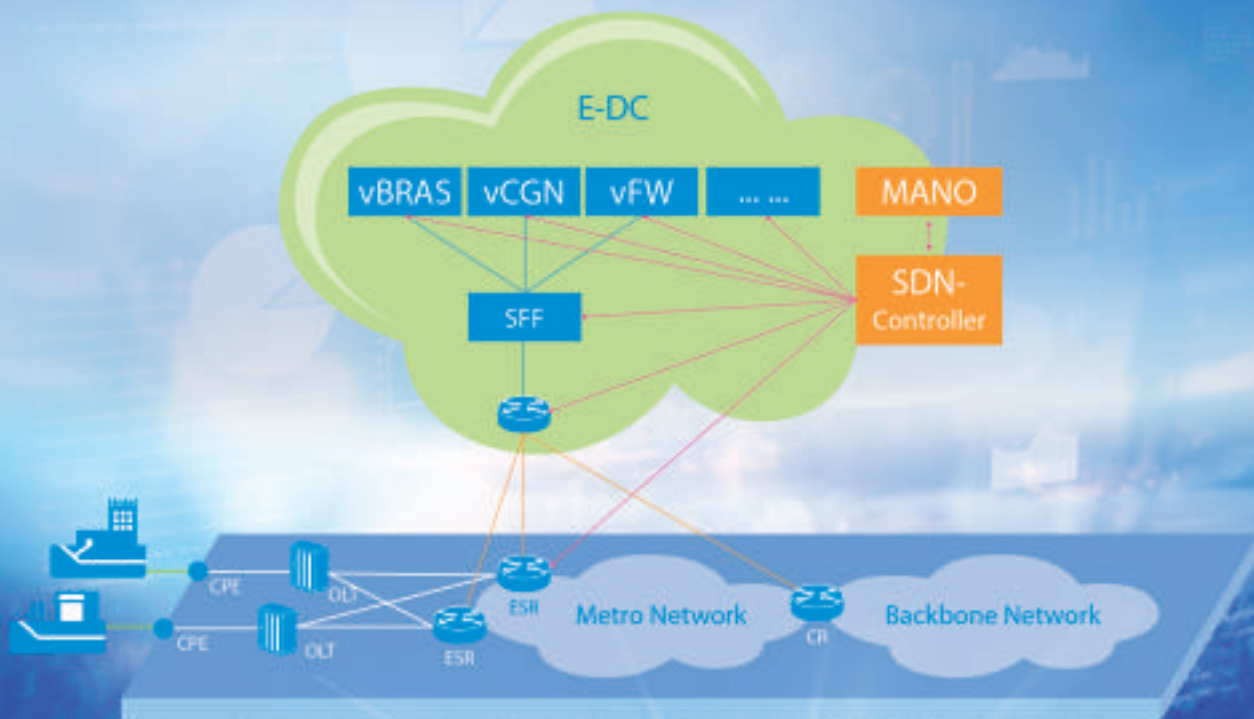 E-DC
vBRAS
vCGN
vFW
... ...
MANO
SDN-
Controller
SFF
CPE
OLT
ESR
Metro Network
CR
Backbone Network
CPE
OLT
ESR